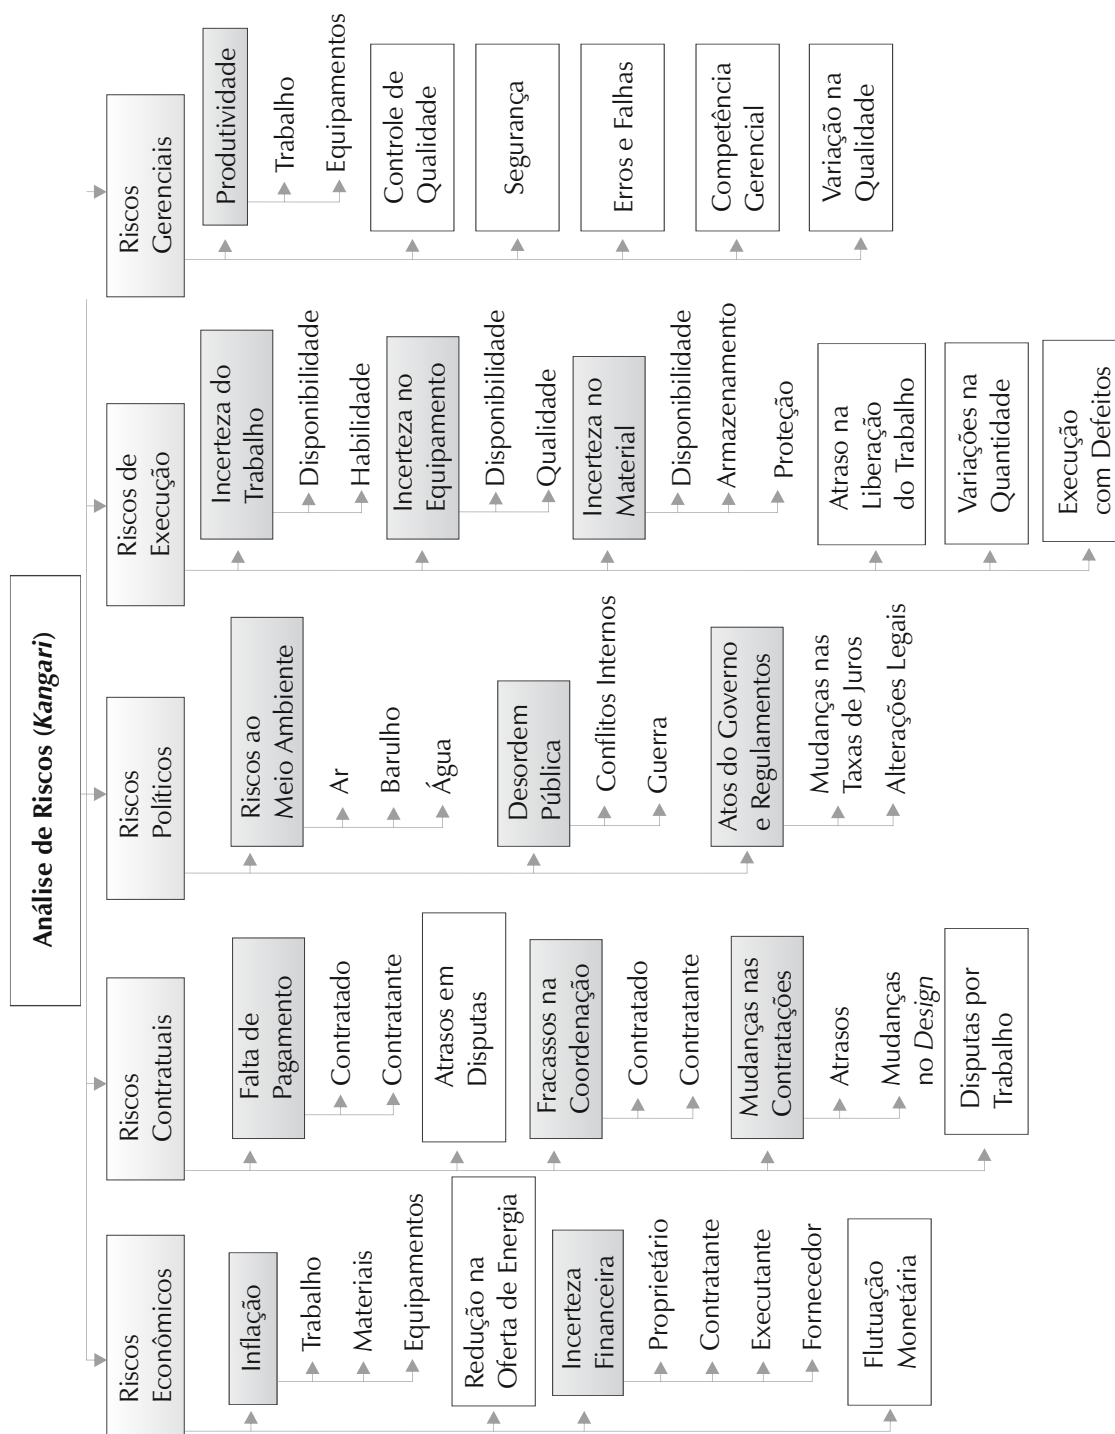 Análise de Riscos (Kangari)
Riscos
Econômicos
Inflação
Trabalho
Materiais
Equipamentos
Redução na
Oferta de Energia
Incerteza
Financeira
Proprietário
Contratante
Executante
Fornecedor
Flutuação
Monetária
Riscos
Contratuais
Falta de
Pagamento
Contratado
Contratante
Atrasos em
Disputas
Fracassos na
Coordenação
Contratado
Contratante
Mudanças nas
Contratações
Atrasos
Mudanças
no Design
Disputas por
Trabalho
Riscos
Políticos
Riscos ao
Meio Ambiente
Ar
Barulho
Água
Desordem
Pública
Conflitos Internos
Guerra
Atos do Governo
e Regulamentos
Mudanças nas
Taxas de Juros
Alterações Legais
Riscos de
Execução
Incerteza do
Trabalho
Disponibilidade
Habilidade
Incerteza no
Equipamento
Disponibilidade
Qualidade
Incerteza no
Material
Disponibilidade
Armazenamento
Proteção
Atraso na
Liberação
do Trabalho
Variações na
Quantidade
Execução
com Defeitos
Riscos
Gerenciais
Produtividade
Trabalho
Equipamentos
Controle de
Qualidade
Segurança
Erros e Falhas
Competência
Gerencial
Variação na
Qualidade